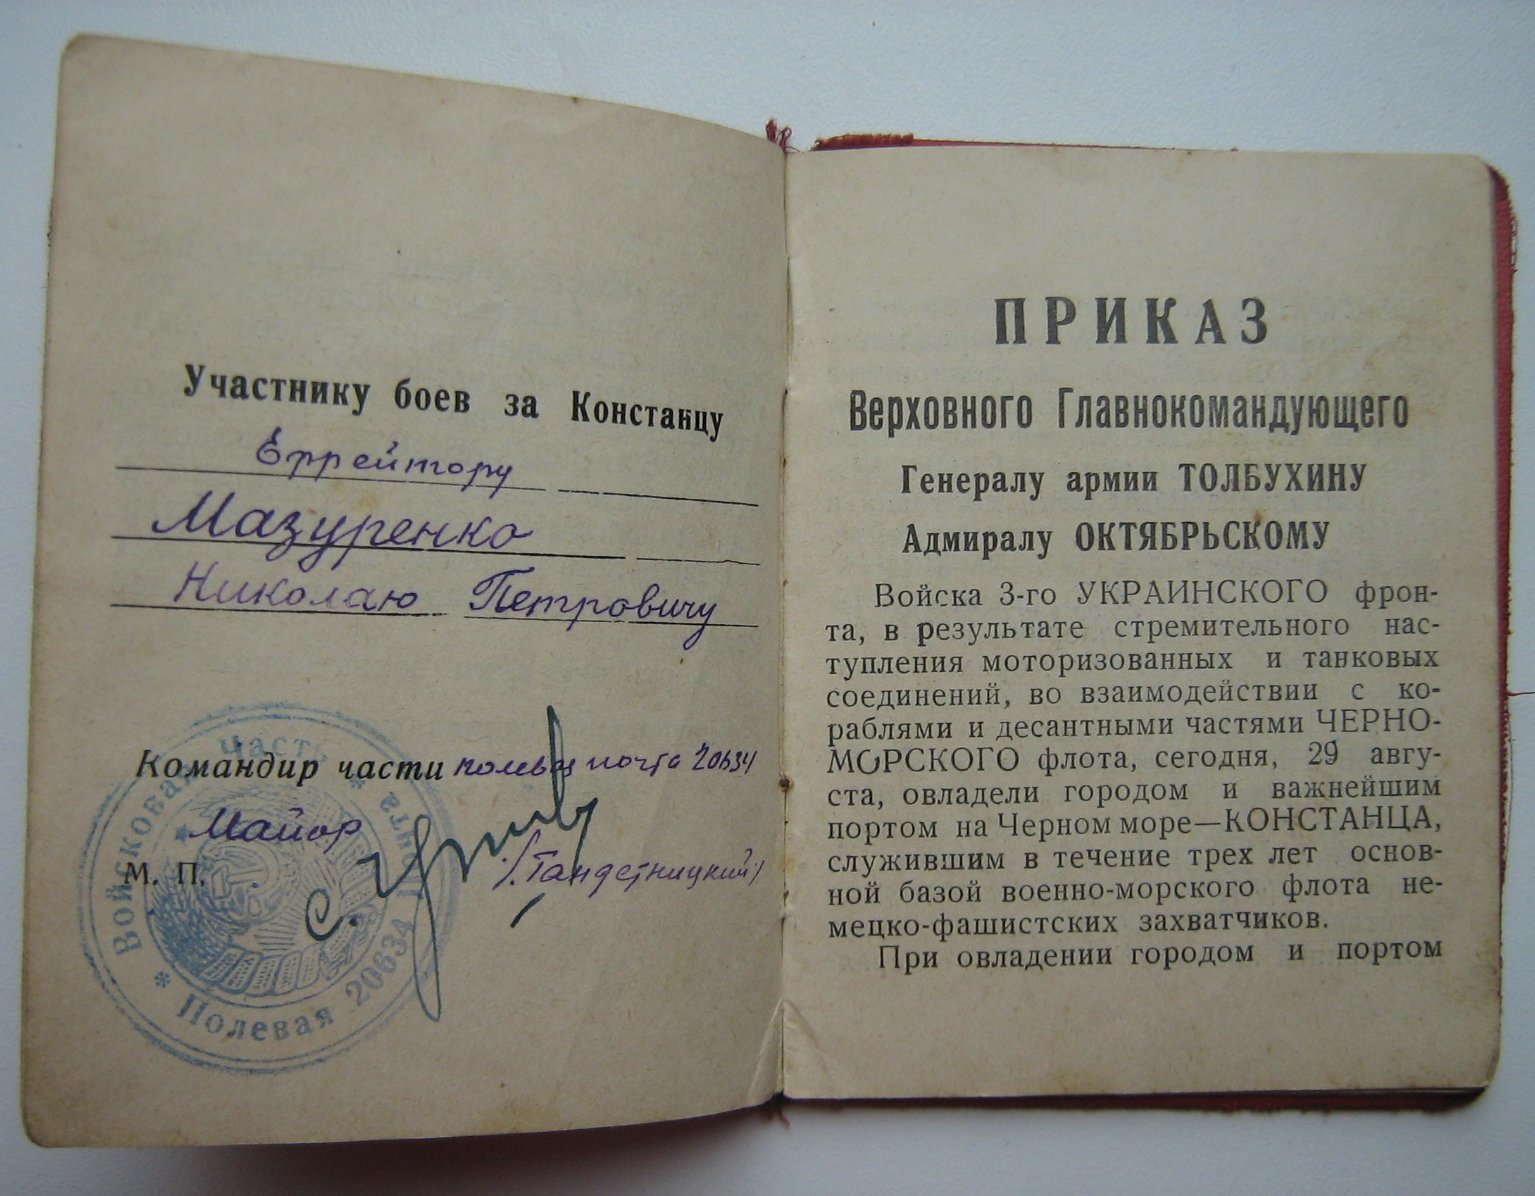 Участнику боев за Констанцу
Ефрейтору
Мазуренко
Николаю Петровичу
Командир части полевая почта 20634
Майор
М. П.
С.
(Тандетницкий)
Войсковая Часть * Полевая почта 20634 *
ПРИКАЗ
Верховного Главнокомандующего
Генералу армии ТОЛБУХИНУ
Адмиралу ОКТЯБРЬСКОМУ
Войска 3-го УКРАИНСКОГО фрон-
та, в результате стремительного нас-
тупления моторизованных и танковых
соединений, во взаимодействии с ко-
раблями и десантными частями ЧЕРНО-
МОРСКОГО флота, сегодня, 29 авгу-
ста, овладели городом и важнейшим
портом на Черном море—КОНСТАНЦА,
служившим в течение трех лет основ-
ной базой военно-морского флота не-
мецко-фашистских захватчиков.
При овладении городом и портом